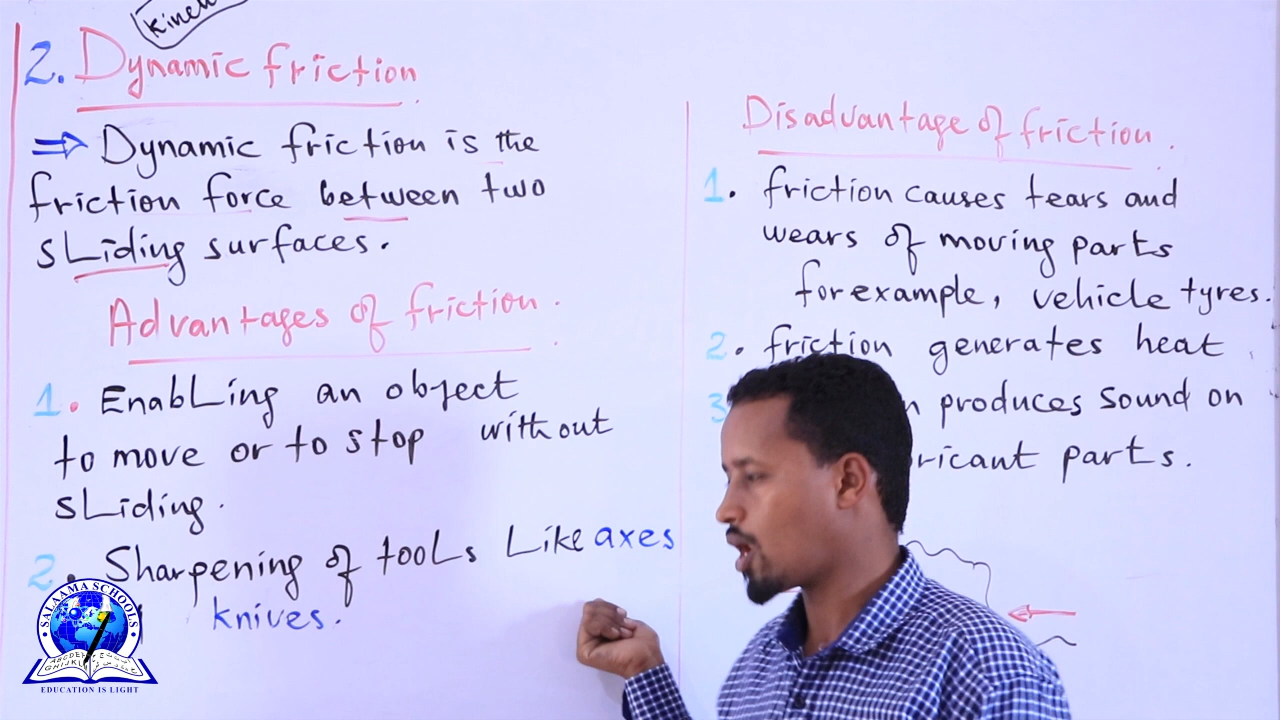 2. Dynamic friction
⇒ Dynamic friction is the
friction force between two
sliding surfaces.
Advantages of friction.
1. Enabling an object
to move or to stop without
sliding.
2. Sharpening of tools Like axes
knives.
Disadvantage of friction.
1. friction causes tears and
wears of moving parts
for example, vehicle tyres.
2. friction generates heat.
3
produces sound on
parts.
SALAAMA SCHOOLS
EDUCATION IS LIGHT